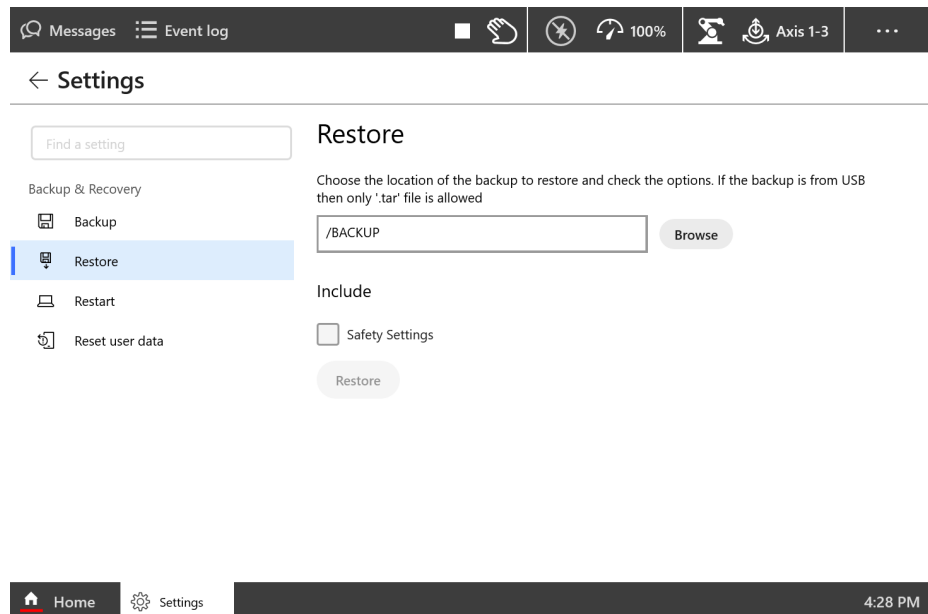 Messages
Event log
100%
Axis 1-3
...
Settings
Find a setting
Backup & Recovery
Backup
Restore
Restart
Reset user data
Restore
Choose the location of the backup to restore and check the options. If the backup is from USB
then only '.tar' file is allowed
/BACKUP
Browse
Include
Safety Settings
Restore
Home
Settings
4:28 PM